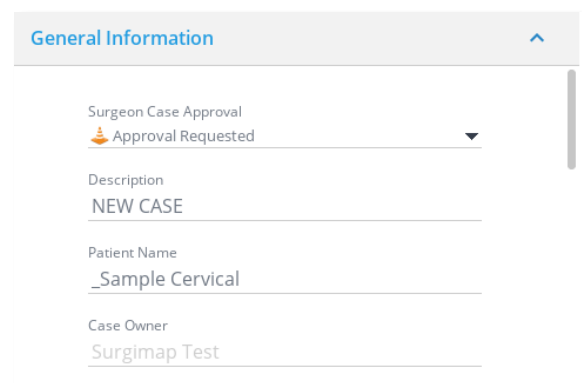 General Information
Surgeon Case Approval
Approval Requested
Description
NEW CASE
Patient Name
_Sample Cervical
Case Owner
Surgimap Test